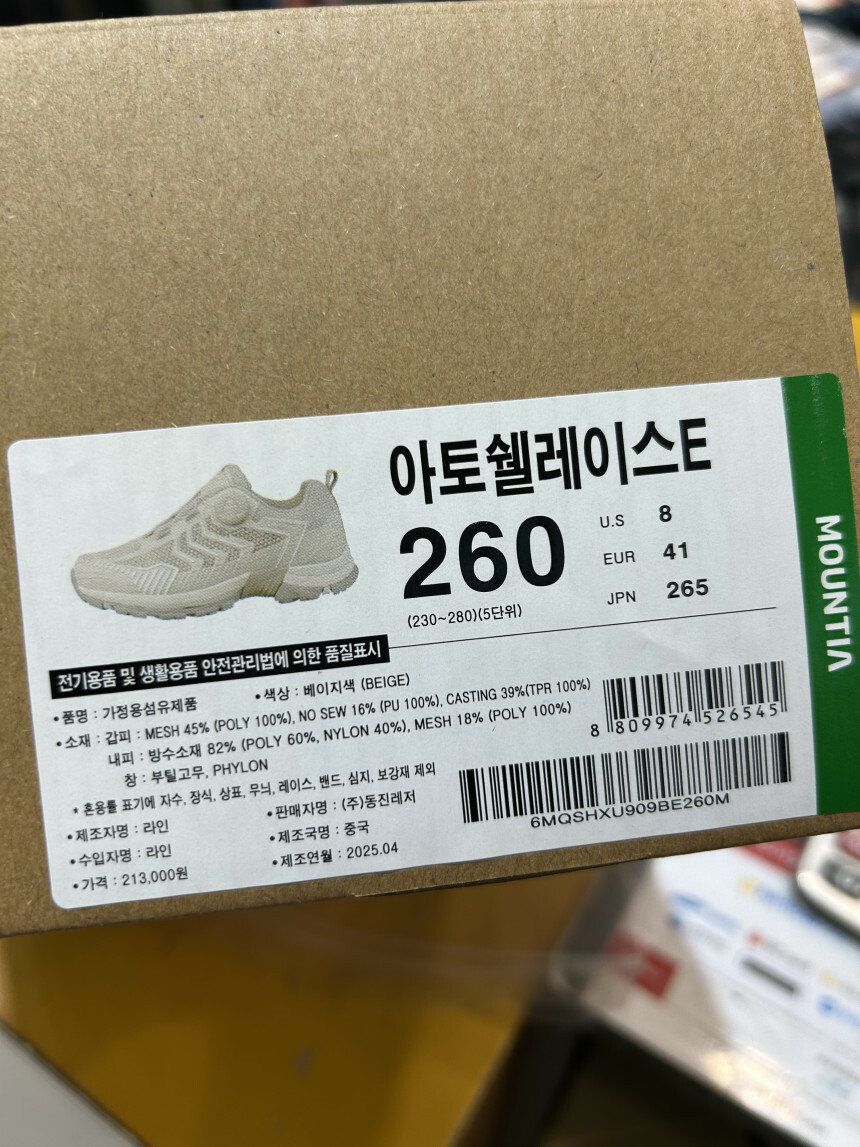 아토쉘레이스E
260
(230~280)(5단위)
U.S 8
EUR 41
JPN 265
MOUNTIA
전기용품 및 생활용품 안전관리법에 의한 품질표시
•품명 : 가정용섬유제품 •색상 : 베이지색 (BEIGE)
•소재 : 갑피 : MESH 45% (POLY 100%), NO SEW 16% (PU 100%), CASTING 39%(TPR 100%)
내피 : 방수소재 82% (POLY 60%, NYLON 40%), MESH 18% (POLY 100%)
창 : 부틸고무, PHYLON
* 혼용률 표기에 자수, 장식, 상표, 무늬, 레이스, 밴드, 심지, 보강재 제외
•제조자명 : 라인 •판매자명 : (주)동진레저
•수입자명 : 라인 •제조국명 : 중국
•가격 : 213,000원 •제조연월 : 2025.04
8 809974 526545
6MQSHXU909BE260M